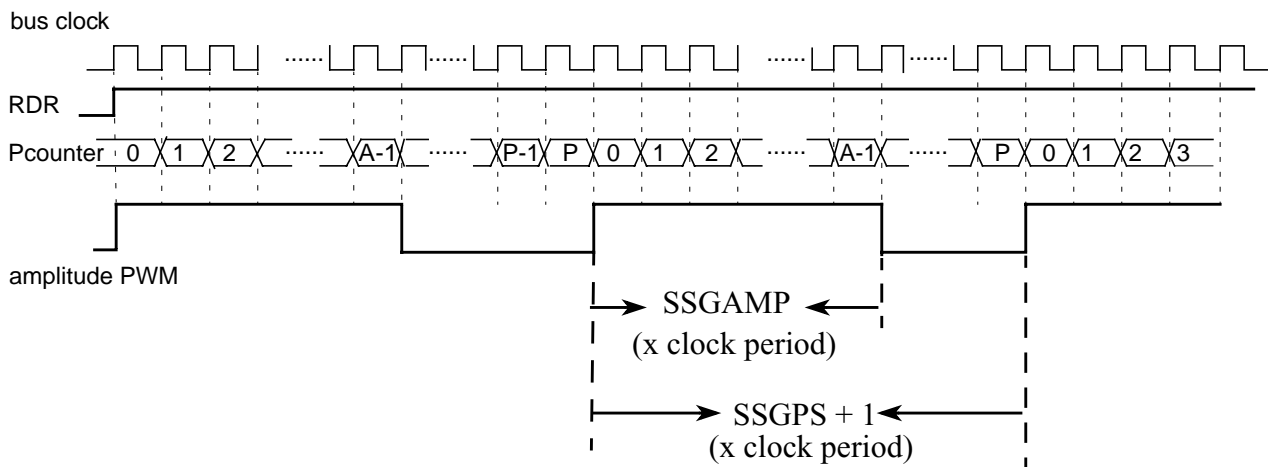 bus clock
...... ...... ...... ......
RDR
Pcounter 0 1 2 ...... A-1 ...... P-1 P 0 1 2 ...... A-1 ...... P 0 1 2 3
amplitude PWM
SSGAMP
(x clock period)
SSGPS + 1
(x clock period)